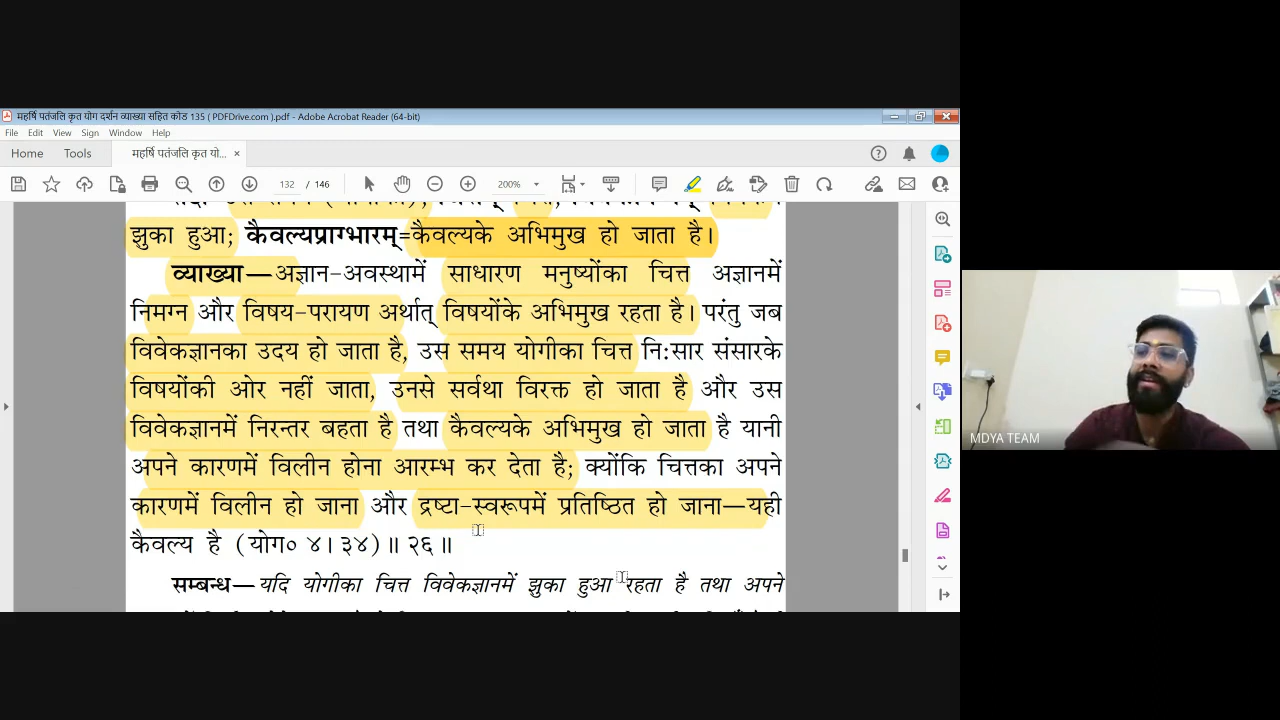 महर्षि पतंजलि कृत योग दर्शन व्याख्या सहित कोड 135 ( PDFDrive.com ).pdf - Adobe Acrobat Reader (64-bit)
File Edit View Sign Window Help
Home Tools महर्षि पतंजलि कृत यो... ×
132 / 146 200%
झुका हुआ; कैवल्यप्राग्भारम्=कैवल्यके अभिमुख हो जाता है।
व्याख्या—अज्ञान-अवस्थामें साधारण मनुष्योंका चित्त अज्ञानमें
निमग्न और विषय-परायण अर्थात् विषयोंके अभिमुख रहता है। परंतु जब
विवेकज्ञानका उदय हो जाता है, उस समय योगीका चित्त नि:सार संसारके
विषयोंकी ओर नहीं जाता, उनसे सर्वथा विरक्त हो जाता है और उस
विवेकज्ञानमें निरन्तर बहता है तथा कैवल्यके अभिमुख हो जाता है यानी
अपने कारणमें विलीन होना आरम्भ कर देता है; क्योंकि चित्तका अपने
कारणमें विलीन हो जाना और द्रष्टा-स्वरूपमें प्रतिष्ठित हो जाना—यही
कैवल्य है (योग० ४। ३४)॥ २६॥
सम्बन्ध—यदि योगीका चित्त विवेकज्ञानमें झुका हुआ रहता है तथा अपने
MDYA TEAM